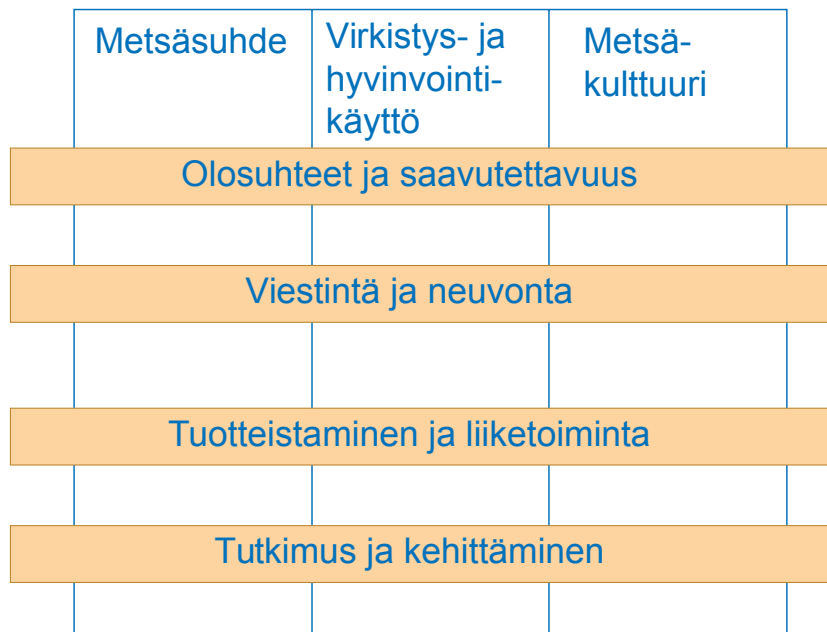 Metsäsuhde
Virkistys- ja
hyvinvointi-
käyttö
Metsä-
kulttuuri
Olosuhteet ja saavutettavuus
Viestintä ja neuvonta
Tuotteistaminen ja liiketoiminta
Tutkimus ja kehittäminen